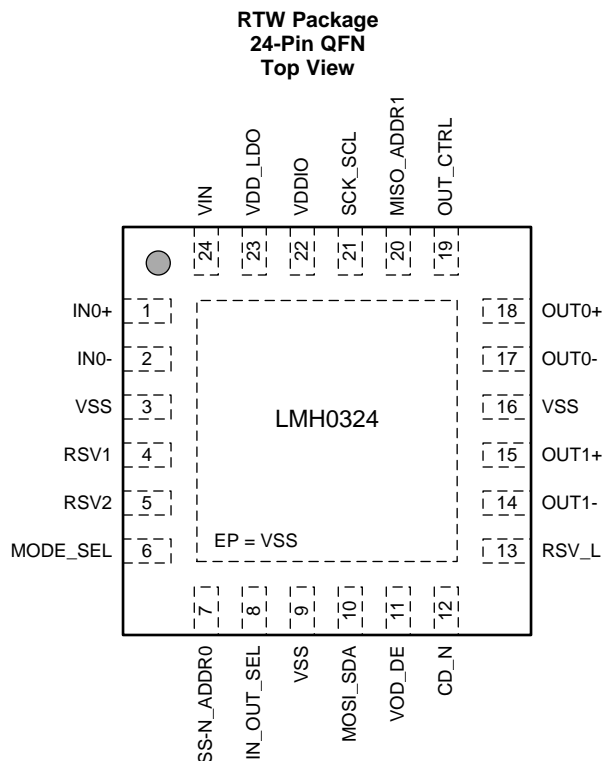 RTW Package
24-Pin QFN
Top View
VIN
VDD_LDO
VDDIO
SCK_SCL
MISO_ADDR1
OUT_CTRL
24
23
22
21
20
19
IN0+ 1
IN0- 2
VSS 3
RSV1 4
RSV2 5
MODE_SEL 6
18 OUT0+
17 OUT0-
16 VSS
15 OUT1+
14 OUT1-
13 RSV_L
LMH0324
EP = VSS
7
8
9
10
11
12
SS-N_ADDR0
IN_OUT_SEL
VSS
MOSI_SDA
VOD_DE
CD_N